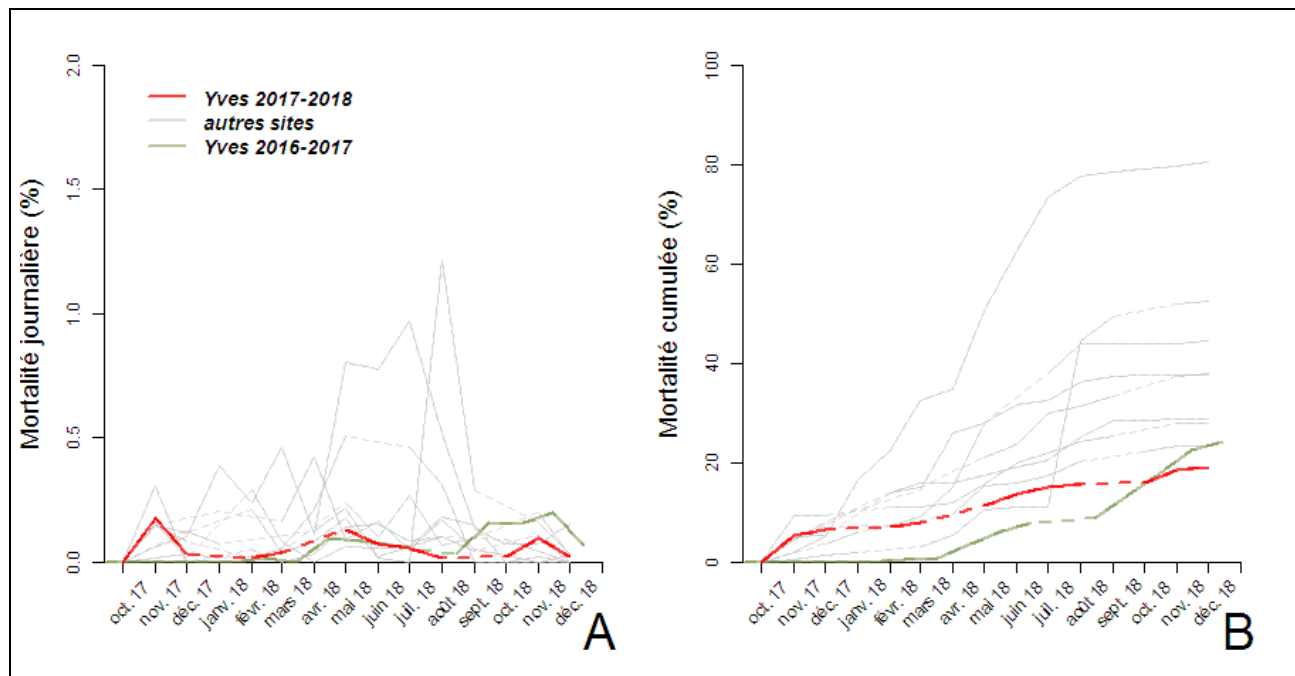 Mortalité journalière (%)
2.0
1.5
1.0
0.5
0.0
Yves 2017-2018
autres sites
Yves 2016-2017
oct. 17
nov. 17
déc. 17
janv. 18
févr. 18
mars 18
avr. 18
mai 18
juin 18
juil. 18
août 18
sept. 18
oct. 18
nov. 18
déc. 18
A
Mortalité cumulée (%)
100
80
60
40
20
0
oct. 17
nov. 17
déc. 17
janv. 18
févr. 18
mars 18
avr. 18
mai 18
juin 18
juil. 18
août 18
sept. 18
oct. 18
nov. 18
déc. 18
B